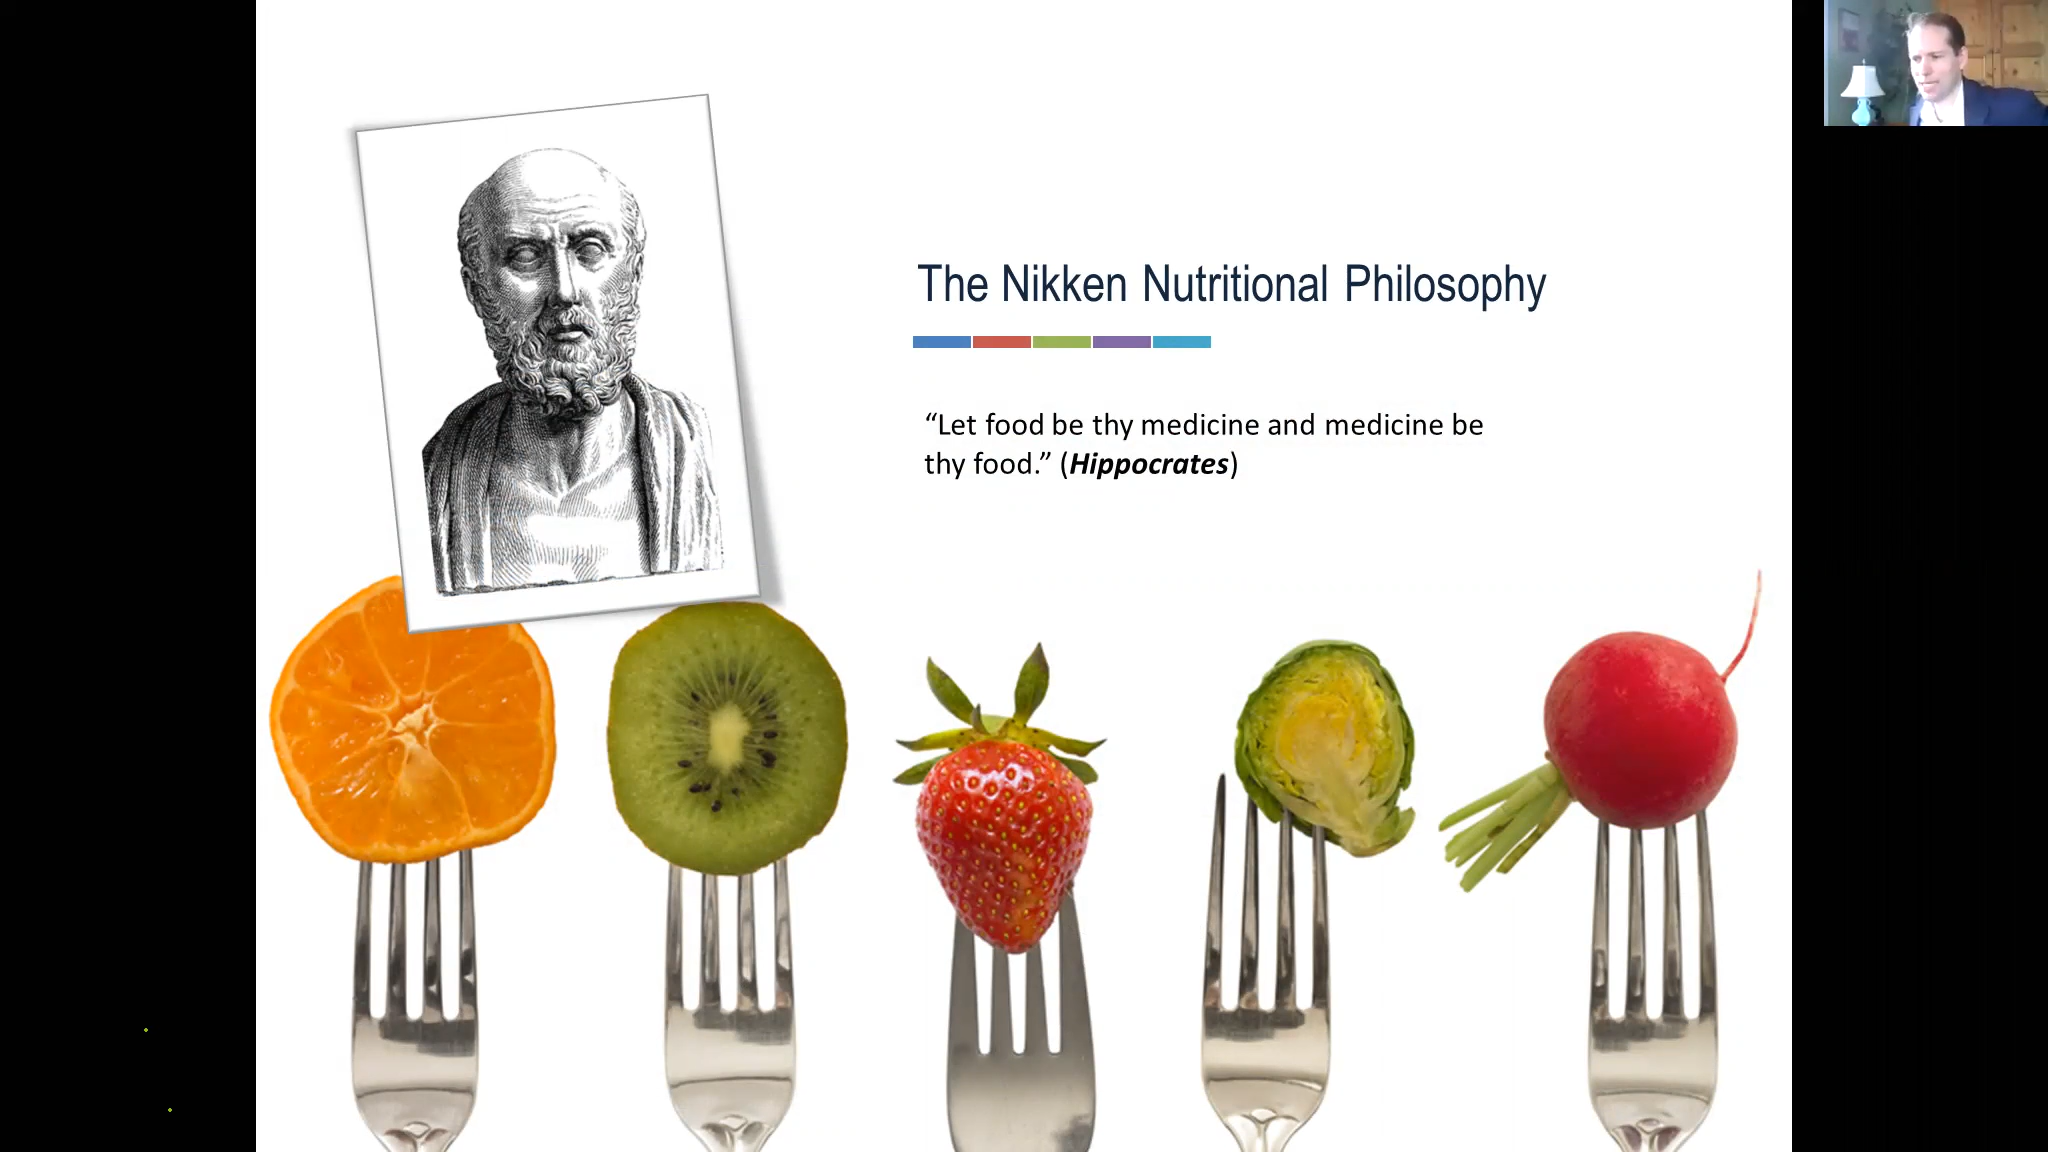 The Nikken Nutritional Philosophy
“Let food be thy medicine and medicine be
thy food.” (Hippocrates)